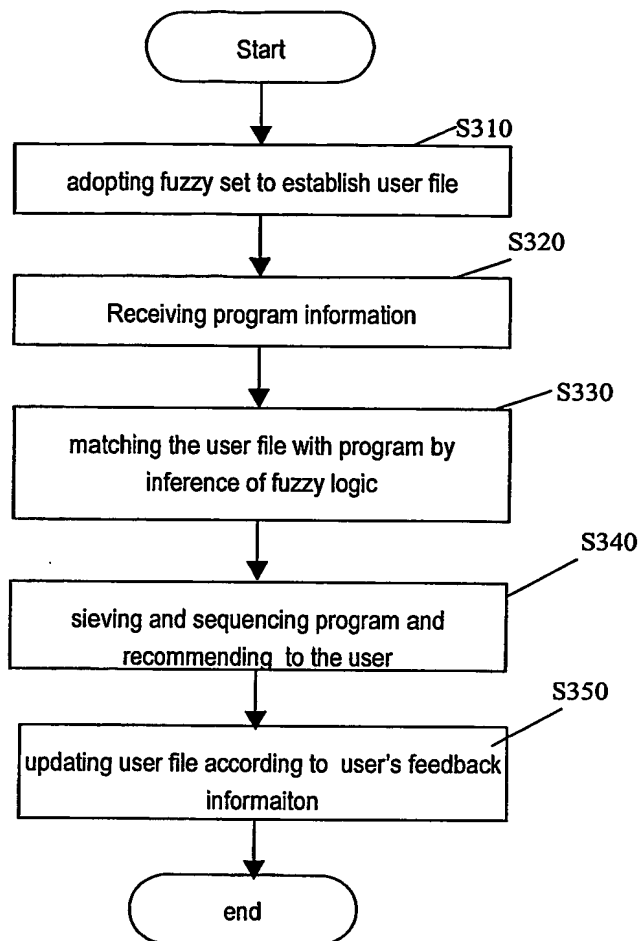 Start
S310
adopting fuzzy set to establish user file
S320
Receiving program information
S330
matching the user file with program by
inference of fuzzy logic
S340
sieving and sequencing program and
recommending to the user
S350
updating user file according to user's feedback
informaiton
end